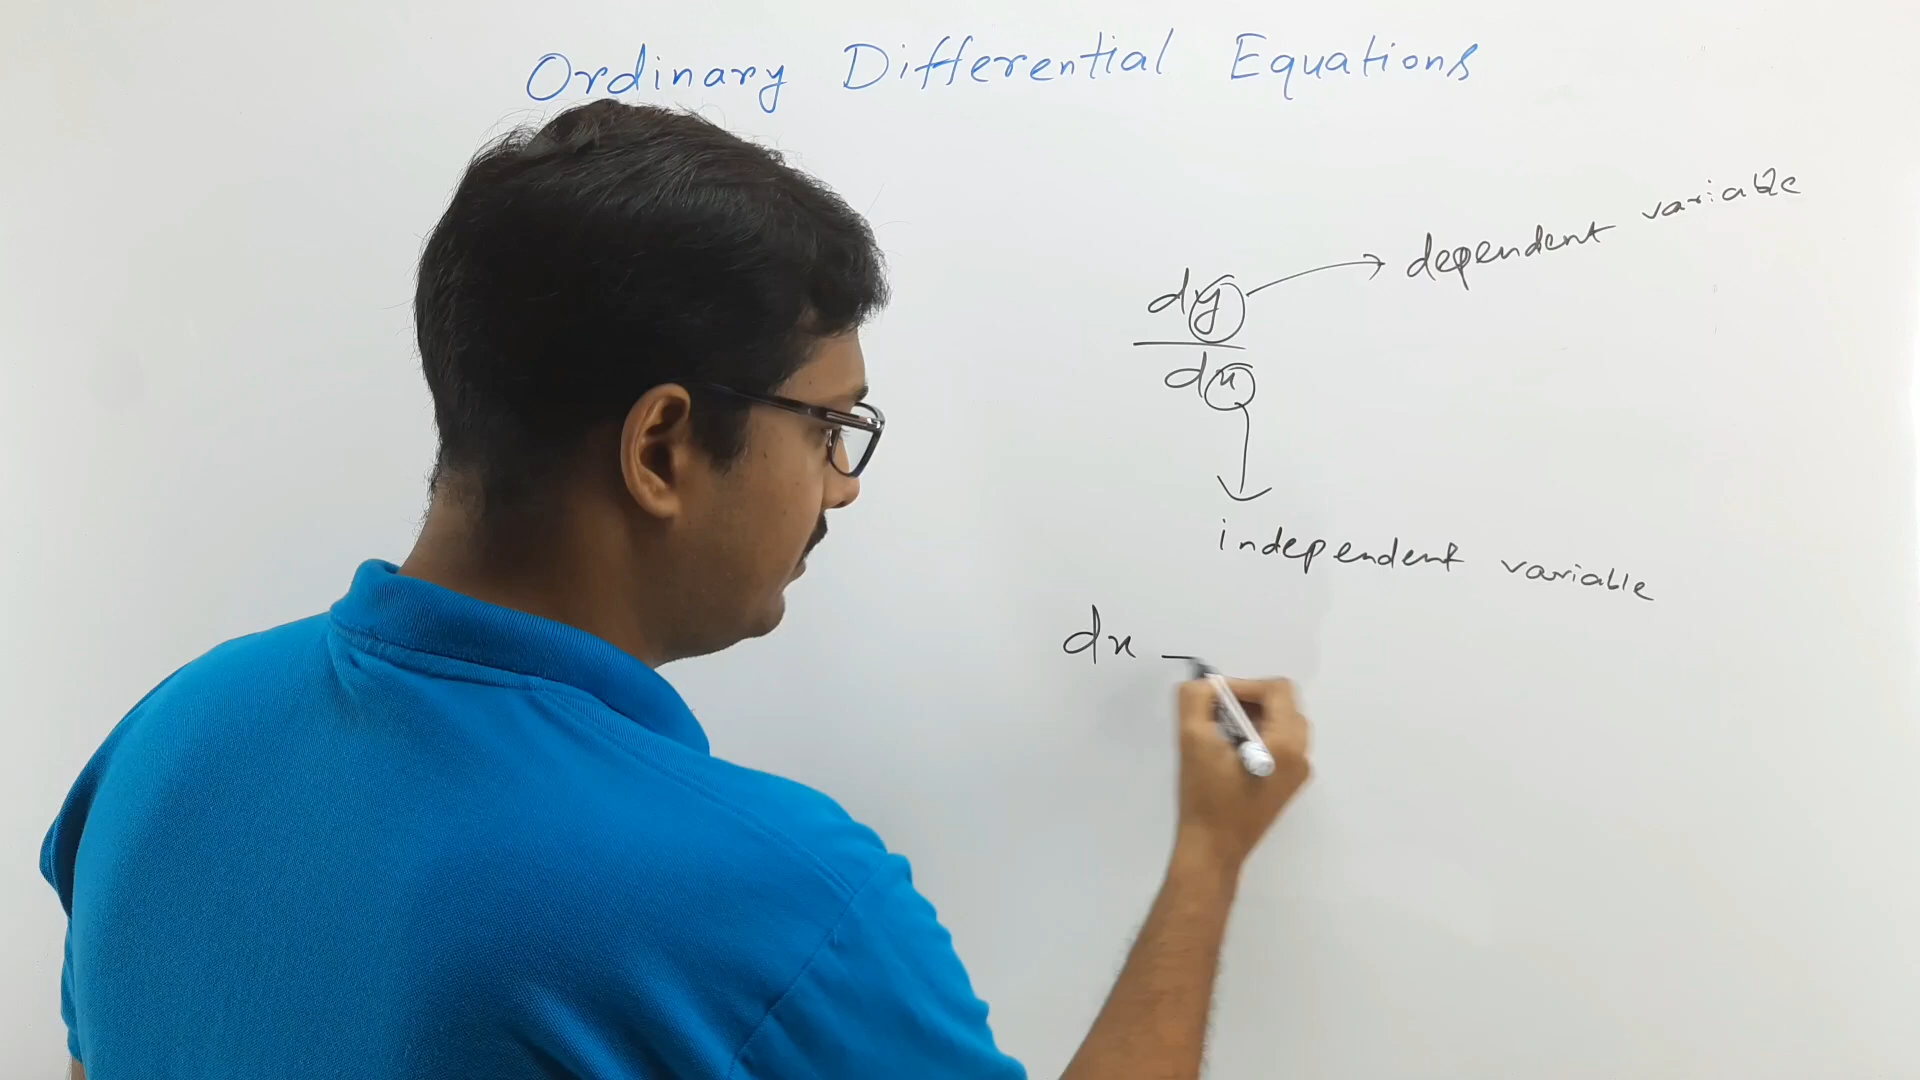 Ordinary Differential Equations
dy → dependent variable
dx
independent variable
dx —